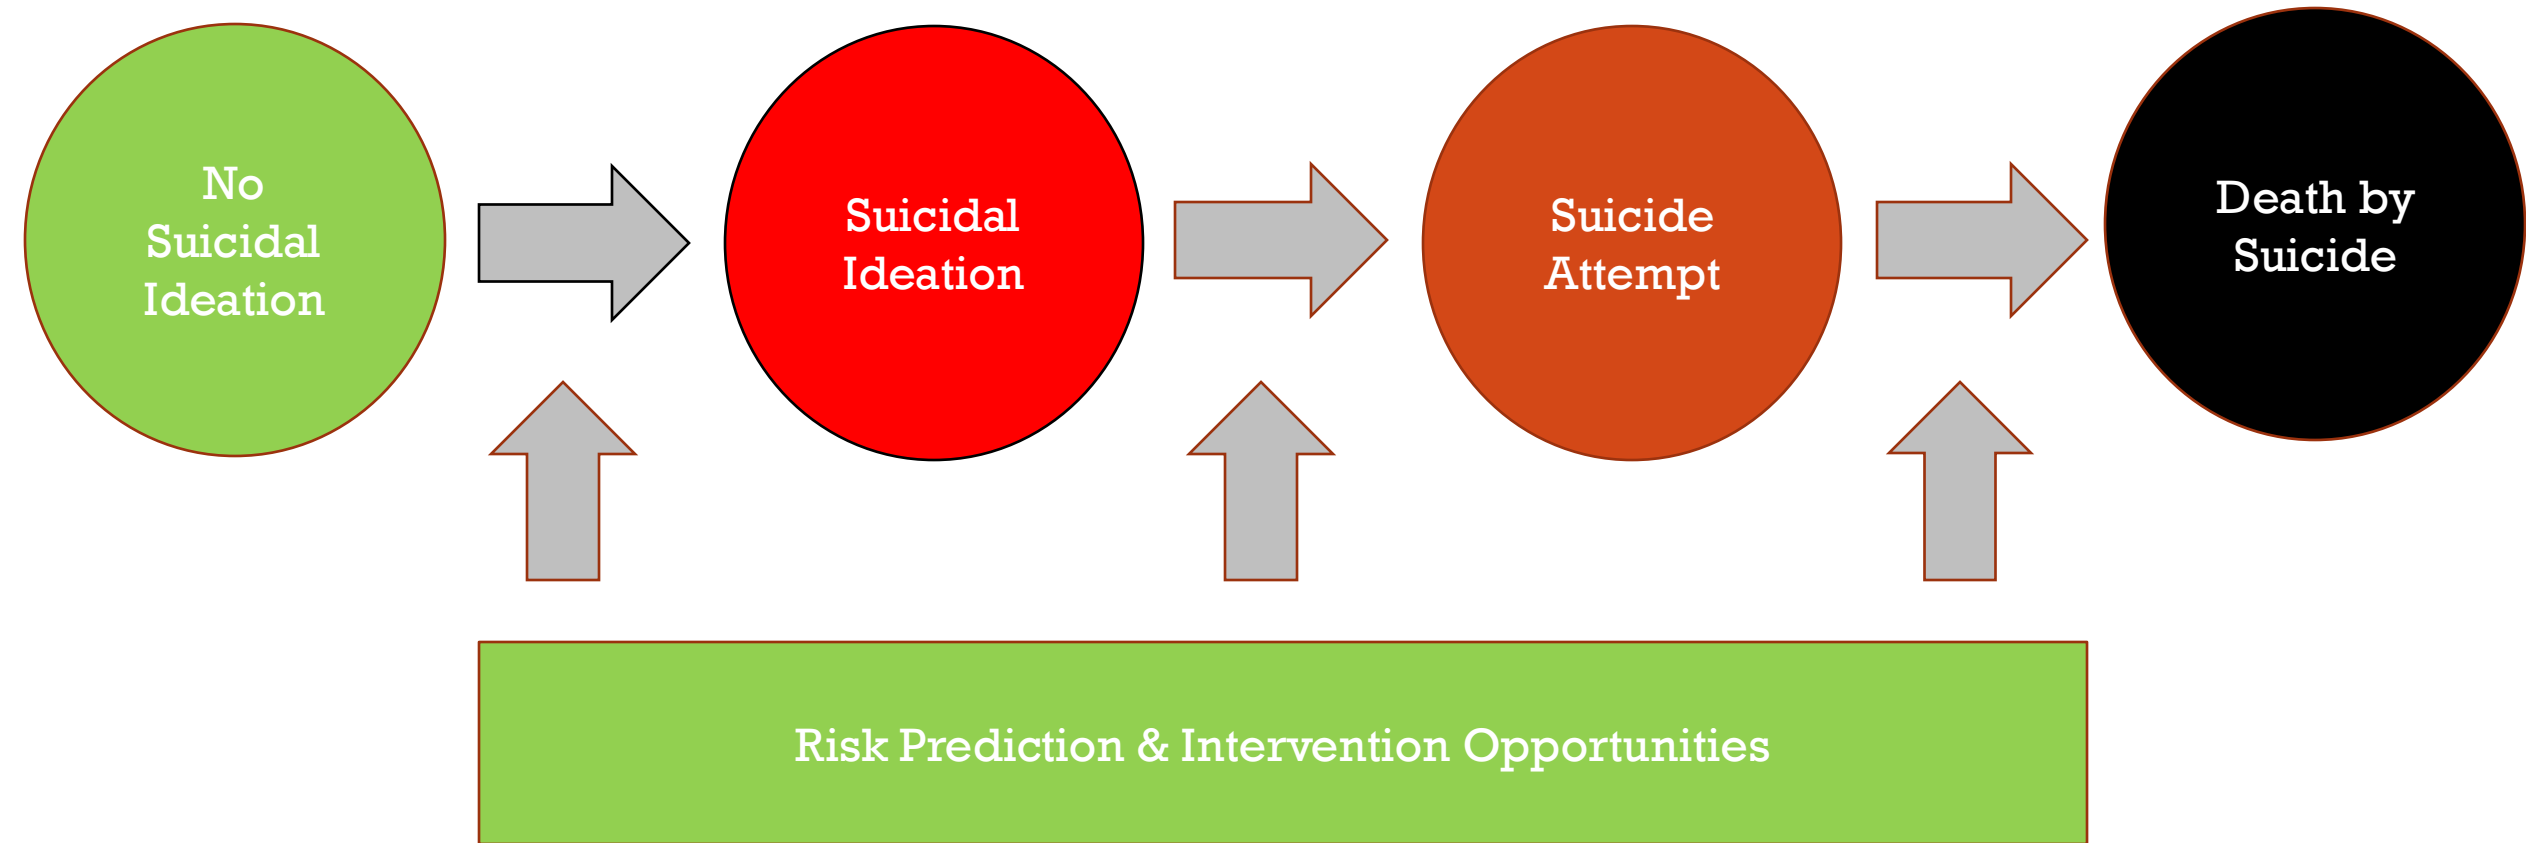 No
Suicidal
Ideation
Suicidal
Ideation
Suicide
Attempt
Death by
Suicide
Risk Prediction & Intervention Opportunities